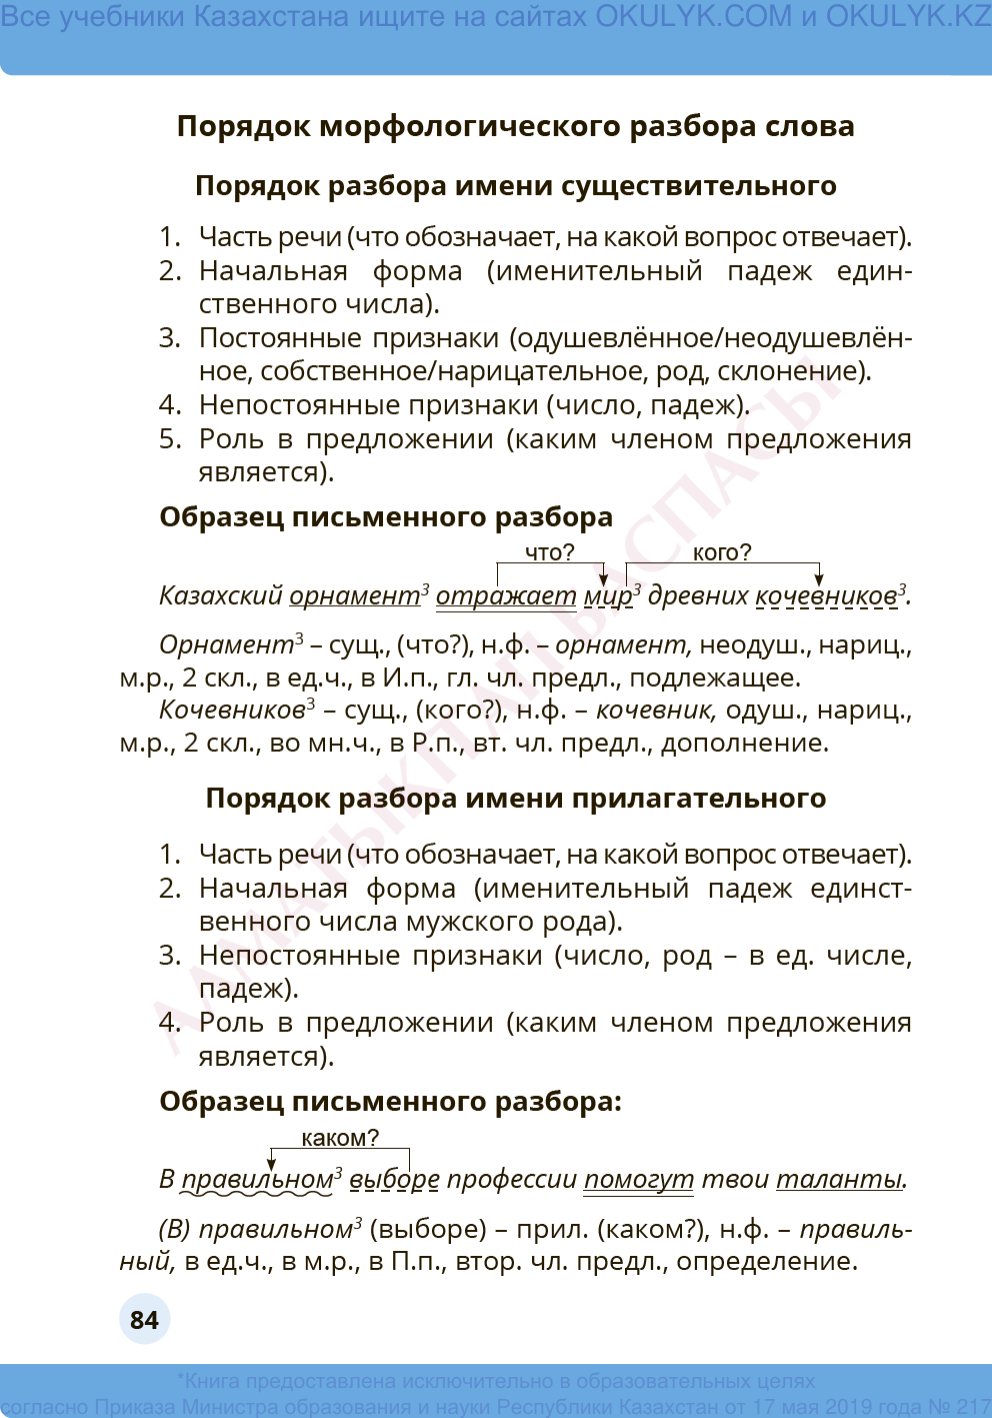 Все учебники Казахстана ищите на сайтах OKULYK.COM и OKULYK.KZ
Порядок морфологического разбора слова
Порядок разбора имени существительного
1. Часть речи (что обозначает, на какой вопрос отвечает).
2. Начальная форма (именительный падеж един-
ственного числа).
3. Постоянные признаки (одушевлённое/неодушевлён-
ное, собственное/нарицательное, род, склонение).
4. Непостоянные признаки (число, падеж).
5. Роль в предложении (каким членом предложения
является).
Образец письменного разбора
что? кого?
Казахский орнамент³ отражает мир³ древних кочевников³.
Орнамент³ – сущ., (что?), н.ф. – орнамент, неодуш., нариц.,
м.р., 2 скл., в ед.ч., в И.п., гл. чл. предл., подлежащее.
Кочевников³ – сущ., (кого?), н.ф. – кочевник, одуш., нариц.,
м.р., 2 скл., во мн.ч., в Р.п., вт. чл. предл., дополнение.
Порядок разбора имени прилагательного
1. Часть речи (что обозначает, на какой вопрос отвечает).
2. Начальная форма (именительный падеж единст-
венного числа мужского рода).
3. Непостоянные признаки (число, род – в ед. числе,
падеж).
4. Роль в предложении (каким членом предложения
является).
Образец письменного разбора:
каком?
В правильном³ выборе профессии помогут твои таланты.
(В) правильном³ (выборе) – прил. (каком?), н.ф. – правиль-
ный, в ед.ч., в м.р., в П.п., втор. чл. предл., определение.
84
АЛМАТЫКІТАП БАСПАСЫ
*Книга предоставлена исключительно в образовательных целях
согласно Приказа Министра образования и науки Республики Казахстан от 17 мая 2019 года № 217